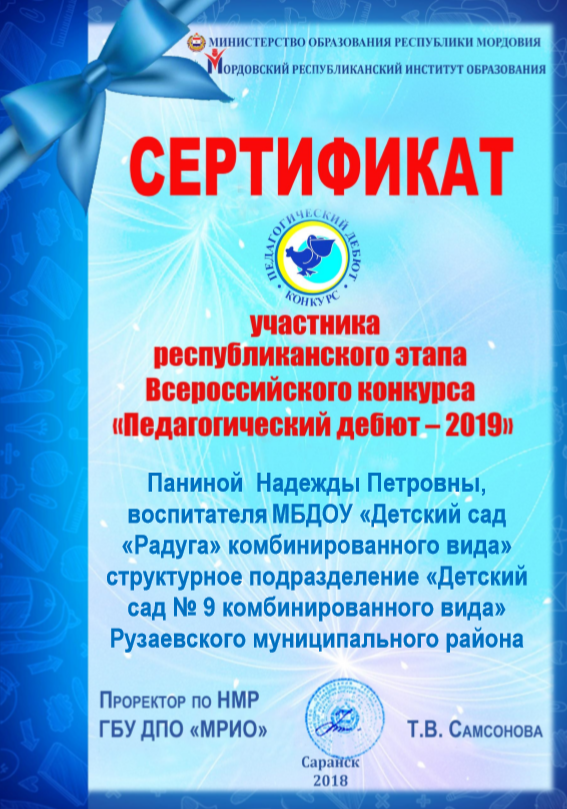 МИНИСТЕРСТВО ОБРАЗОВАНИЯ РЕСПУБЛИКИ МОРДОВИЯ
МОРДОВСКИЙ РЕСПУБЛИКАНСКИЙ ИНСТИТУТ ОБРАЗОВАНИЯ
СЕРТИФИКАТ
ПЕДАГОГИЧЕСКИЙ ДЕБЮТ
• КОНКУРС •
участника
республиканского этапа
Всероссийского конкурса
«Педагогический дебют – 2019»
Паниной Надежды Петровны,
воспитателя МБДОУ «Детский сад
«Радуга» комбинированного вида»
структурное подразделение «Детский
сад № 9 комбинированного вида»
Рузаевского муниципального района
ПРОРЕКТОР ПО НМР
ГБУ ДПО «МРИО»
Т.В. САМСОНОВА
Саранск
2018